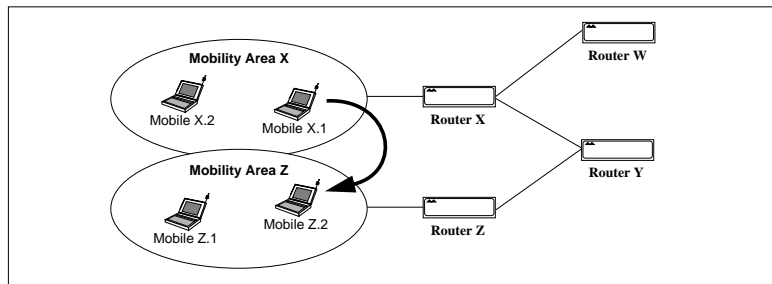 Mobility Area X
Mobile X.2
Mobile X.1
Mobility Area Z
Mobile Z.1
Mobile Z.2
Router X
Router Z
Router W
Router Y